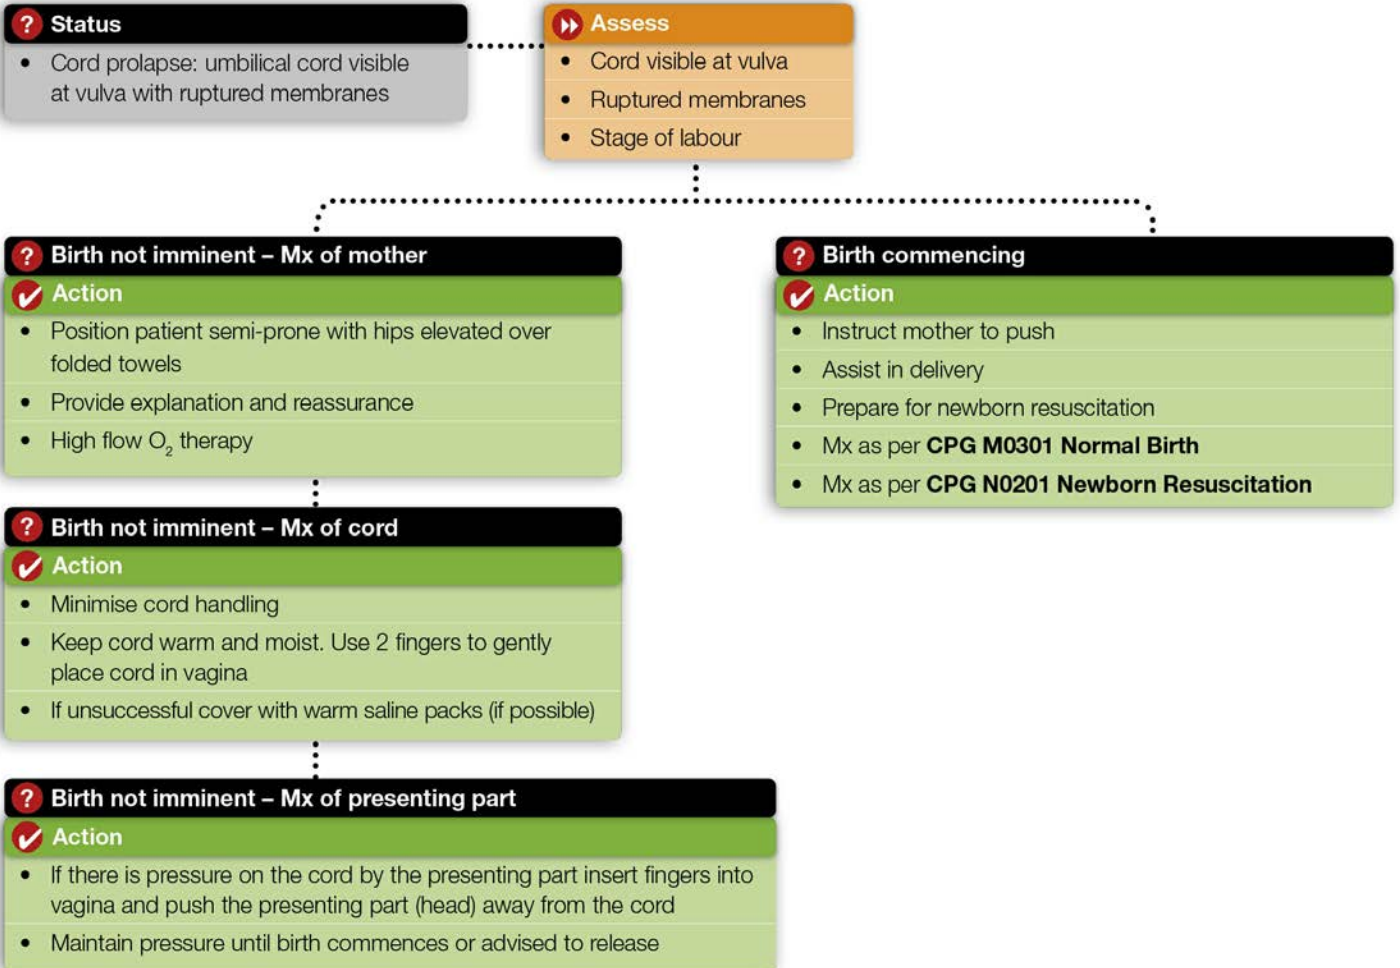 Status
• Cord prolapse: umbilical cord visible
at vulva with ruptured membranes
Assess
• Cord visible at vulva
• Ruptured membranes
• Stage of labour
Birth not imminent – Mx of mother
Action
• Position patient semi-prone with hips elevated over
folded towels
• Provide explanation and reassurance
• High flow O₂ therapy
Birth not imminent – Mx of cord
Action
• Minimise cord handling
• Keep cord warm and moist. Use 2 fingers to gently
place cord in vagina
• If unsuccessful cover with warm saline packs (if possible)
Birth not imminent – Mx of presenting part
Action
• If there is pressure on the cord by the presenting part insert fingers into
vagina and push the presenting part (head) away from the cord
• Maintain pressure until birth commences or advised to release
Birth commencing
Action
• Instruct mother to push
• Assist in delivery
• Prepare for newborn resuscitation
• Mx as per CPG M0301 Normal Birth
• Mx as per CPG N0201 Newborn Resuscitation